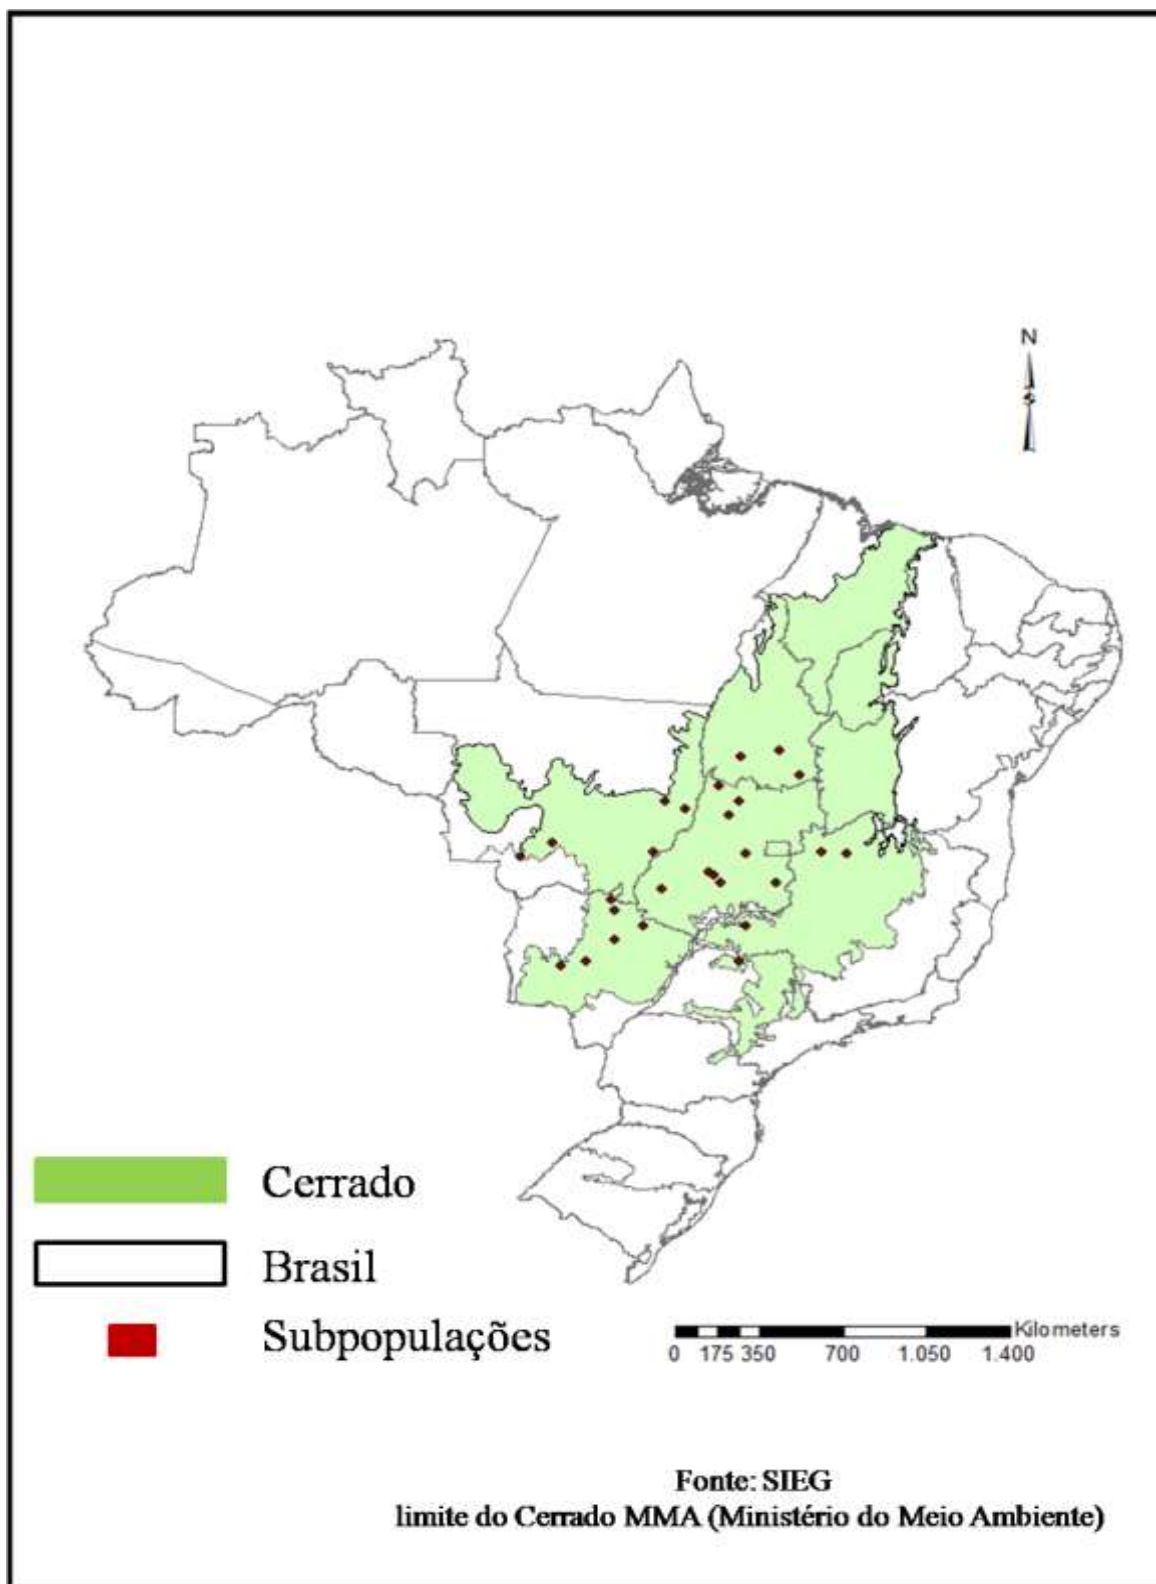 N
Cerrado
Brasil
Subpopulações
Kilometers
0 175 350 700 1.050 1.400
Fonte: SIEG
limite do Cerrado MMA (Ministério do Meio Ambiente)